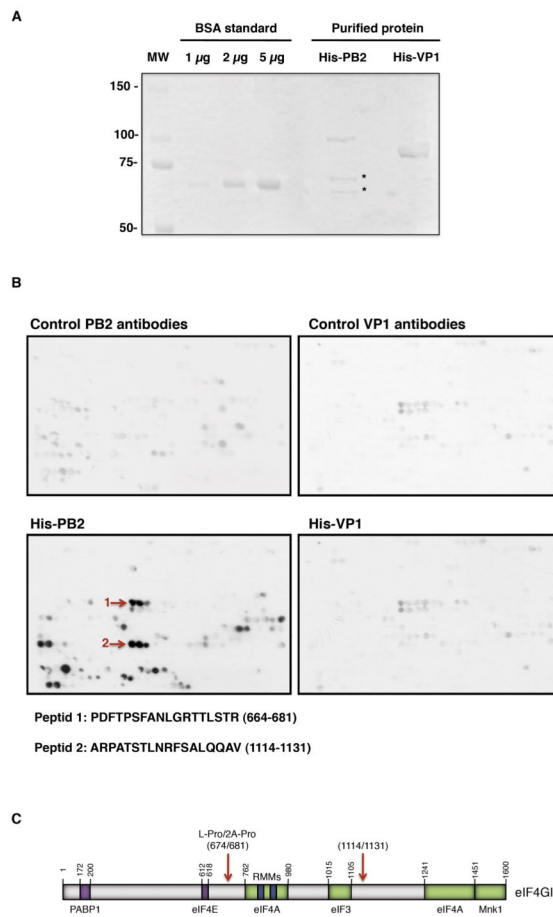 A
BSA standard
Purified protein
MW
1 µg
2 µg
5 µg
His-PB2
His-VP1
150 -
100-
75-
50-
*
*
B
Control PB2 antibodies
Control VP1 antibodies
His-PB2
His-VP1
1
2
Peptid 1: PDFTPSFANLGRTTLSTR (664-681)
Peptid 2: ARPATSTLNRFSALQQAV (1114-1131)
C
L-Pro/2A-Pro
(674/681)
(1114/1131)
1
172
200
612
618
762
RMMs
980
1015
1105
1241
1451
1600
eIF4GI
PABP1
eIF4E
eIF4A
eIF3
eIF4A
Mnk1